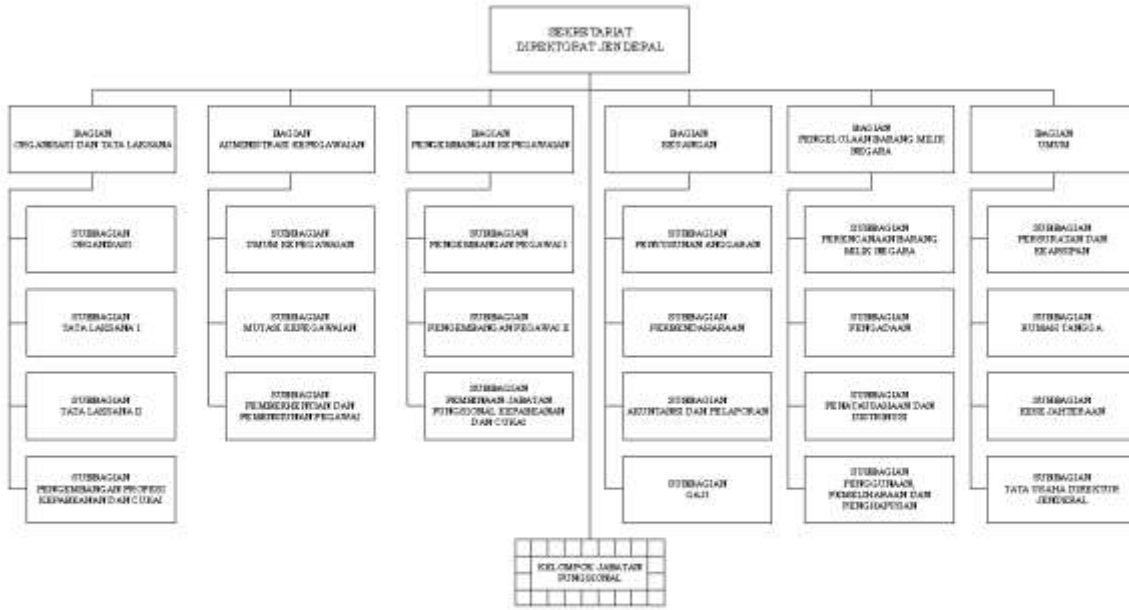 SEKRETARIAT
DIREKTORAT JENDERAL
BAGIAN
ORGANISASI DAN TATA LAKSANA
BAGIAN
ADMINISTRASI KEPEGAWAIAN
BAGIAN
PENGEMBANGAN KEPEGAWAIAN
BAGIAN
KEUANGAN
BAGIAN
PENGELOLAAN BARANG MILIK
NEGARA
BAGIAN
UMUM
SUBBAGIAN
ORGANISASI
SUBBAGIAN
UMUM KEPEGAWAIAN
SUBBAGIAN
PENGEMBANGAN PEGAWAI I
SUBBAGIAN
PENYUSUNAN ANGGARAN
SUBBAGIAN
PERENCANAAN BARANG
MILIK NEGARA
SUBBAGIAN
PERSURATAN DAN
KEARSIPAN
SUBBAGIAN
TATA LAKSANA I
SUBBAGIAN
MUTASI KEPEGAWAIAN
SUBBAGIAN
PENGEMBANGAN PEGAWAI II
SUBBAGIAN
PERBENDAHARAAN
SUBBAGIAN
PENGADAAN
SUBBAGIAN
RUMAH TANGGA
SUBBAGIAN
TATA LAKSANA II
SUBBAGIAN
PEMBERHENTIAN DAN
PEMENSIUNAN PEGAWAI
SUBBAGIAN
PEMBINAAN JABATAN
FUNGSIONAL KEPABEANAN
DAN CUKAI
SUBBAGIAN
AKUNTANSI DAN PELAPORAN
SUBBAGIAN
PENATAUSAHAAN DAN
DISTRIBUSI
SUBBAGIAN
KESEJAHTERAAN
SUBBAGIAN
PENGEMBANGAN PROFESI
KEPABEANAN DAN CUKAI
SUBBAGIAN
GAJI
SUBBAGIAN
PENGGUNAAN,
PEMELIHARAAN DAN
PENGHAPUSAN
SUBBAGIAN
TATA USAHA DIREKTUR
JENDERAL
KELOMPOK JABATAN
FUNGSIONAL